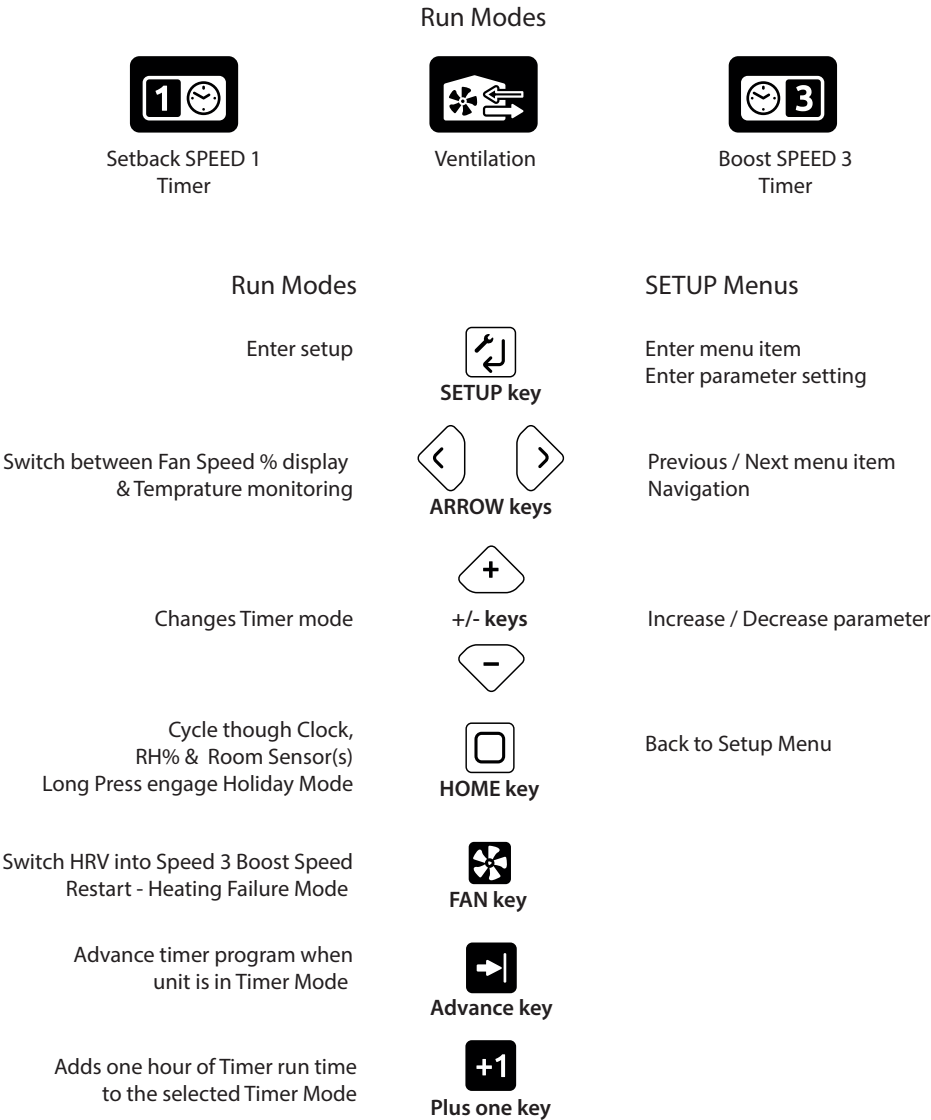 Run Modes
1
3
Setback SPEED 1
Timer
Ventilation
Boost SPEED 3
Timer
Run Modes
SETUP Menus
Enter setup
SETUP key
Enter menu item
Enter parameter setting
Switch between Fan Speed % display
& Temprature monitoring
ARROW keys
Previous / Next menu item
Navigation
+
Changes Timer mode
+/- keys
Increase / Decrease parameter
-
Cycle though Clock,
RH% & Room Sensor(s)
Long Press engage Holiday Mode
HOME key
Back to Setup Menu
Switch HRV into Speed 3 Boost Speed
Restart - Heating Failure Mode
FAN key
Advance timer program when
unit is in Timer Mode
Advance key
Adds one hour of Timer run time
to the selected Timer Mode
+1
Plus one key